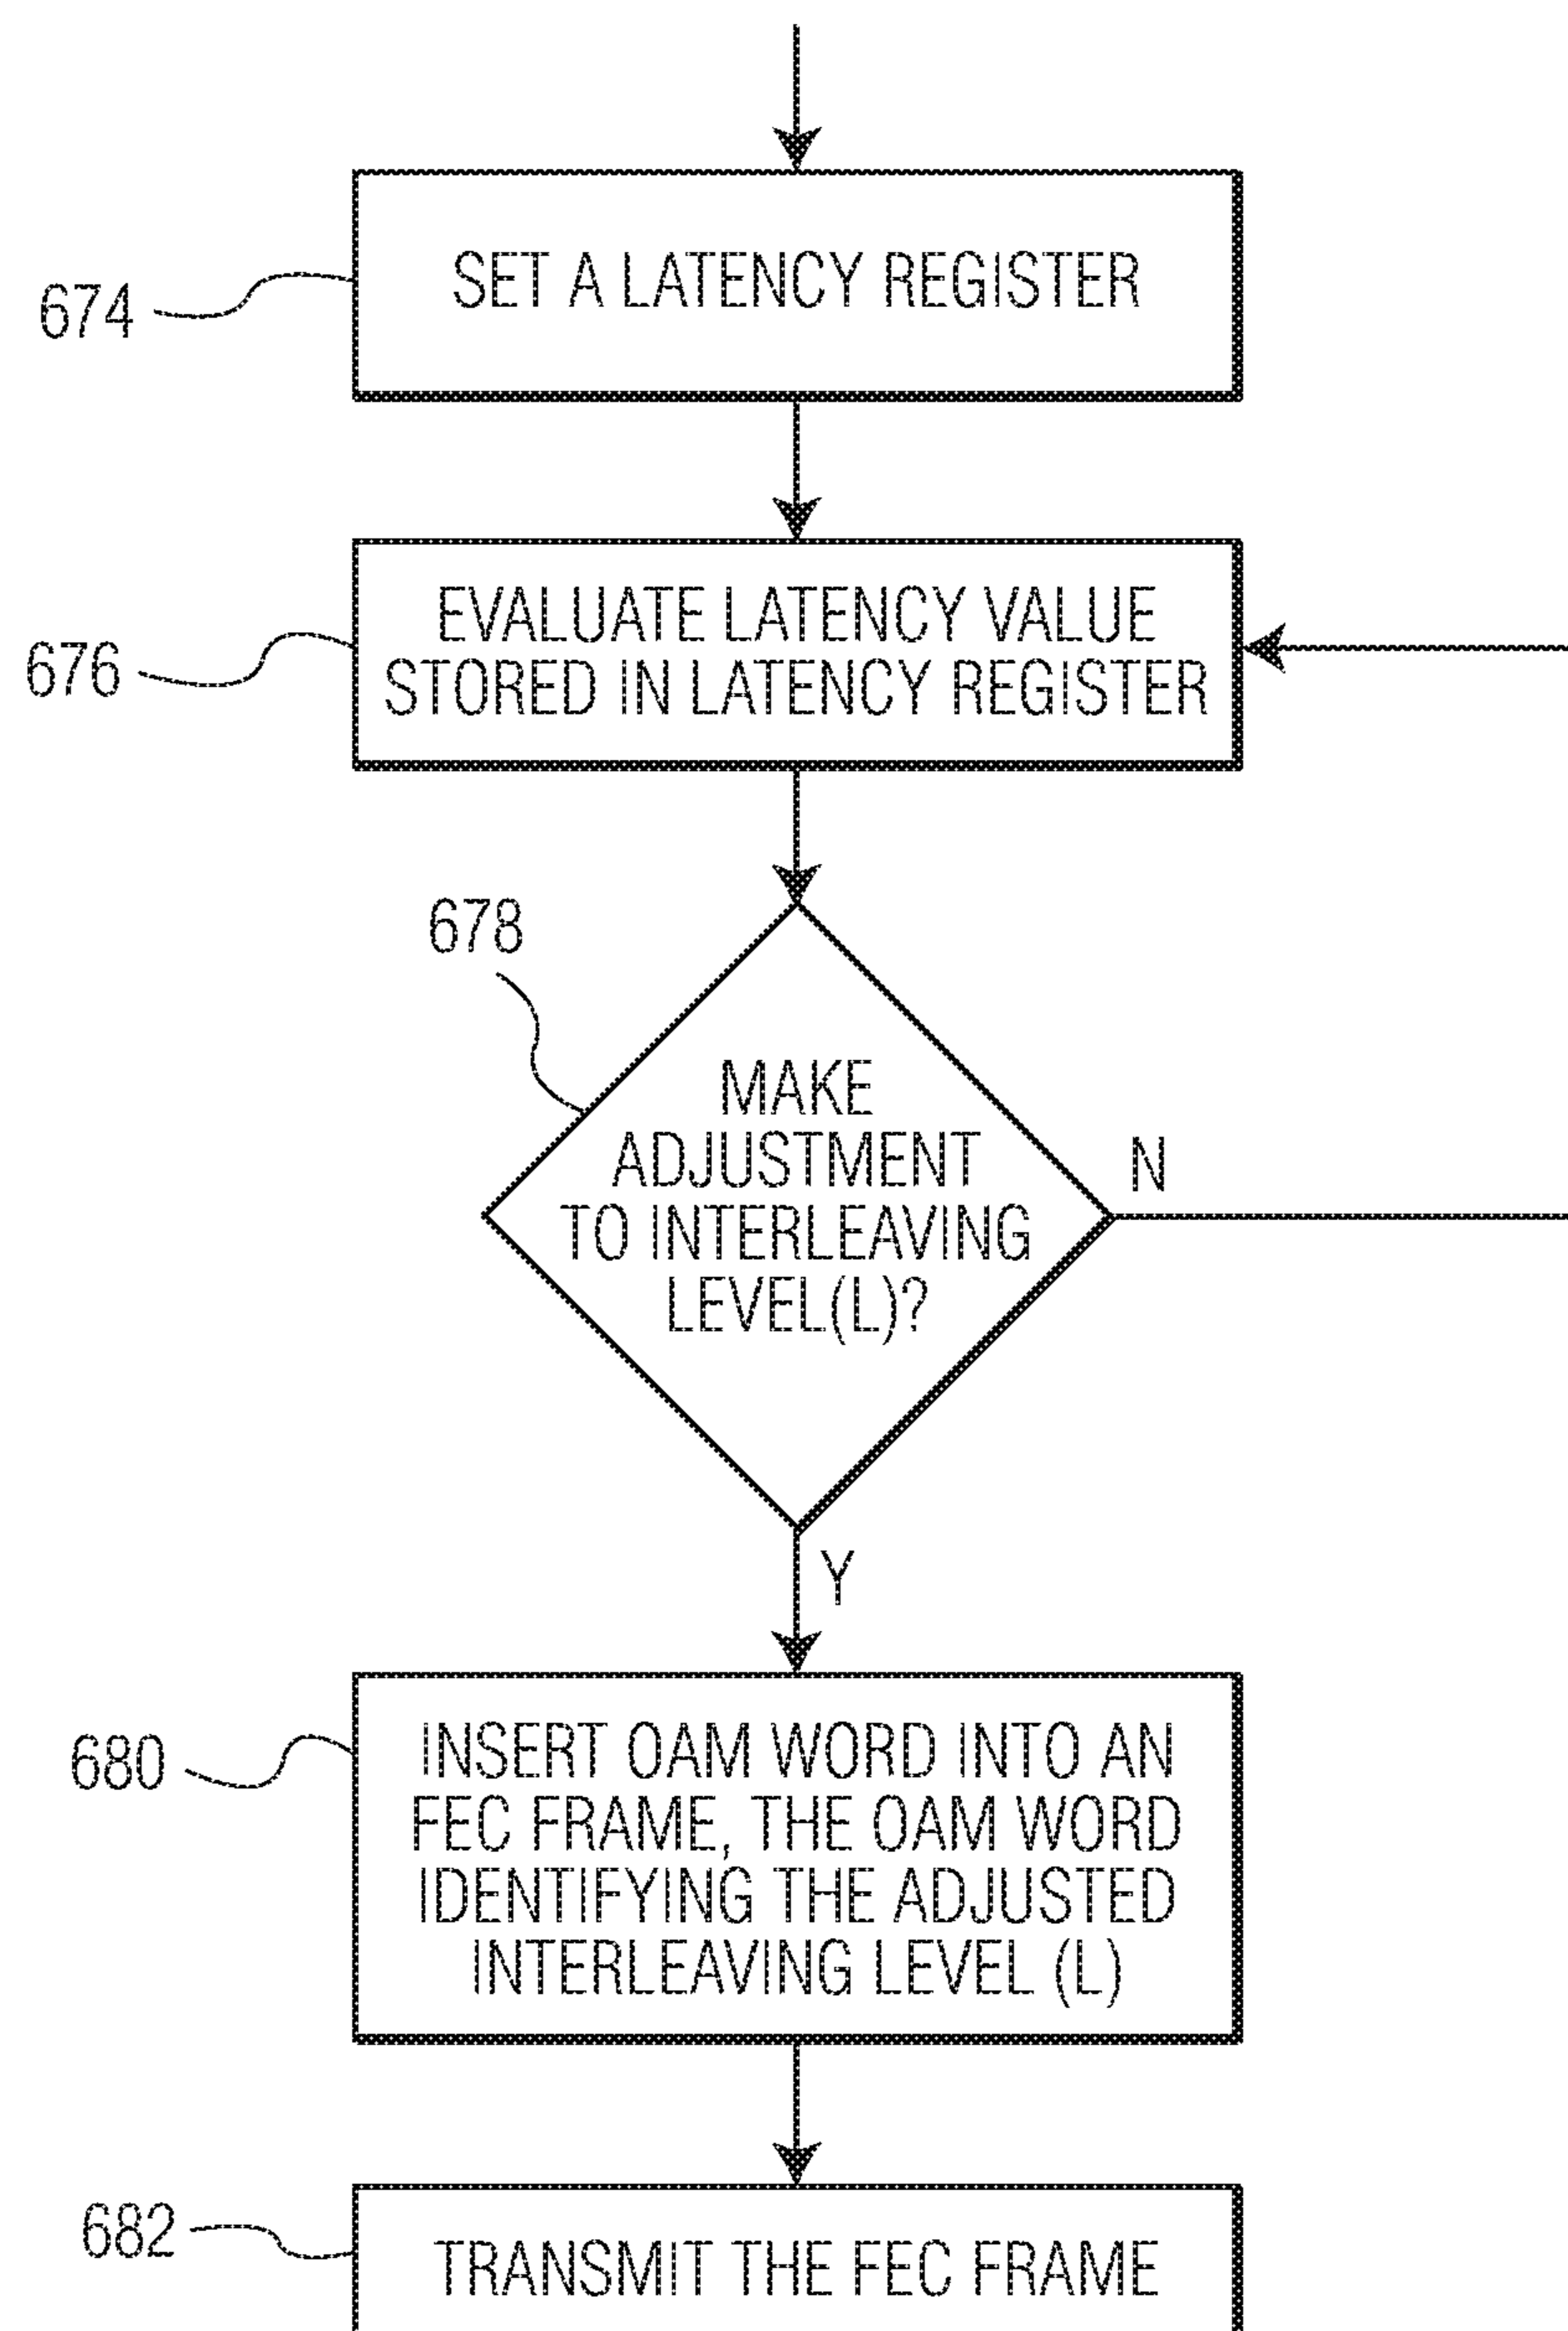 674
SET A LATENCY REGISTER
676
EVALUATE LATENCY VALUE
STORED IN LATENCY REGISTER
678
MAKE
ADJUSTMENT
TO INTERLEAVING
LEVEL(L)?
N
Y
680
INSERT OAM WORD INTO AN
FEC FRAME, THE OAM WORD
IDENTIFYING THE ADJUSTED
INTERLEAVING LEVEL (L)
682
TRANSMIT THE FEC FRAME